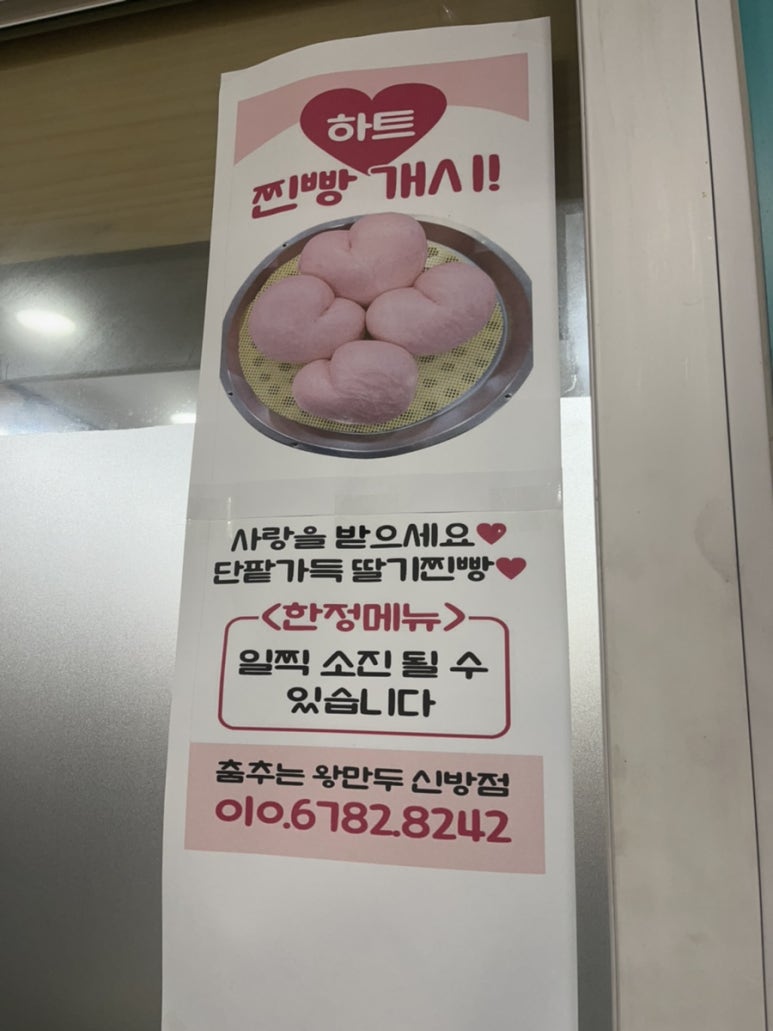 하트
찐빵 개시!
사랑을 받으세요♥
단팥가득 딸기찐빵♥
<한정메뉴>
일찍 소진 될 수
있습니다
춤추는 왕만두 신방점
010.6782.8242